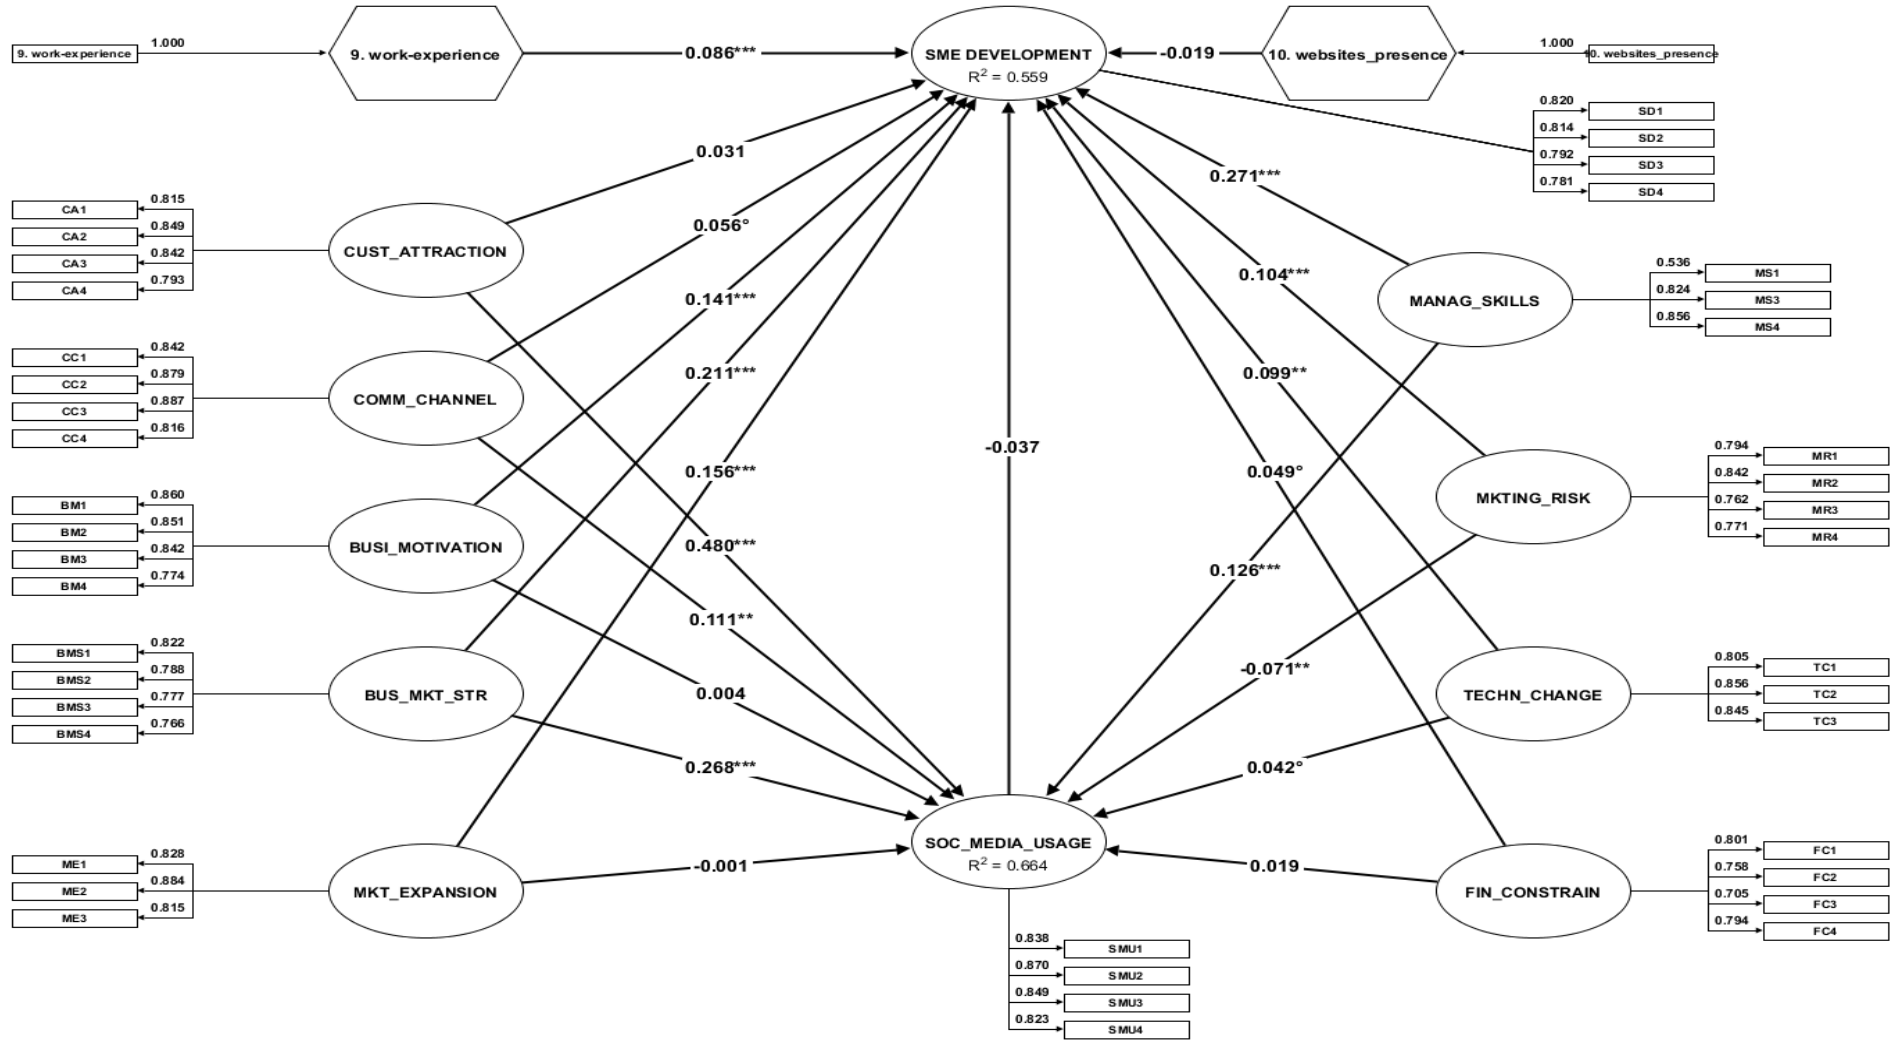 9. work-experience
1.000
9. work-experience
0.086***
SME DEVELOPMENT
R² = 0.559
-0.019
10. websites_presence
1.000
10. websites_presence
0.820
SD1
0.814
SD2
0.792
SD3
0.781
SD4
0.031
0.271***
CA1
0.815
CA2
0.849
CA3
0.842
CA4
0.793
CUST_ATTRACTION
0.056°
0.104***
MANAG_SKILLS
0.536
MS1
0.824
MS3
0.856
MS4
0.141***
CC1
0.842
CC2
0.879
CC3
0.887
CC4
0.816
COMM_CHANNEL
0.211***
0.099**
-0.037
0.156***
0.049°
MKTING_RISK
0.794
MR1
0.842
MR2
0.762
MR3
0.771
MR4
BM1
0.860
BM2
0.851
BM3
0.842
BM4
0.774
BUSI_MOTIVATION
0.480***
0.126***
0.111**
-0.071**
BMS1
0.822
BMS2
0.788
BMS3
0.777
BMS4
0.766
BUS_MKT_STR
0.004
TECHN_CHANGE
0.805
TC1
0.856
TC2
0.845
TC3
0.268***
0.042°
ME1
0.828
ME2
0.884
ME3
0.815
MKT_EXPANSION
-0.001
SOC_MEDIA_USAGE
R² = 0.664
0.019
FIN_CONSTRAIN
0.801
FC1
0.758
FC2
0.705
FC3
0.794
FC4
0.838
SMU1
0.870
SMU2
0.849
SMU3
0.823
SMU4